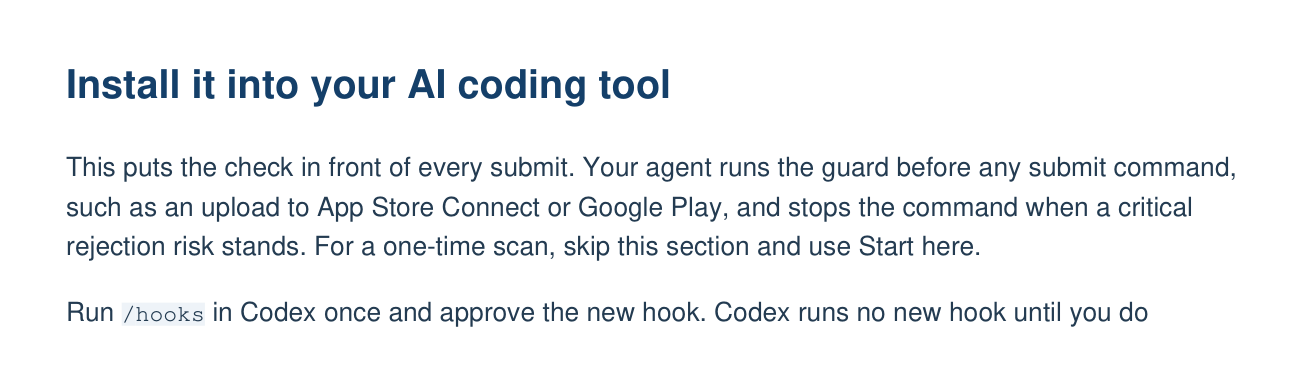 Install it into your AI coding tool
This puts the check in front of every submit. Your agent runs the guard before any submit command,
such as an upload to App Store Connect or Google Play, and stops the command when a critical
rejection risk stands. For a one-time scan, skip this section and use Start here.
Run /hooks in Codex once and approve the new hook. Codex runs no new hook until you do